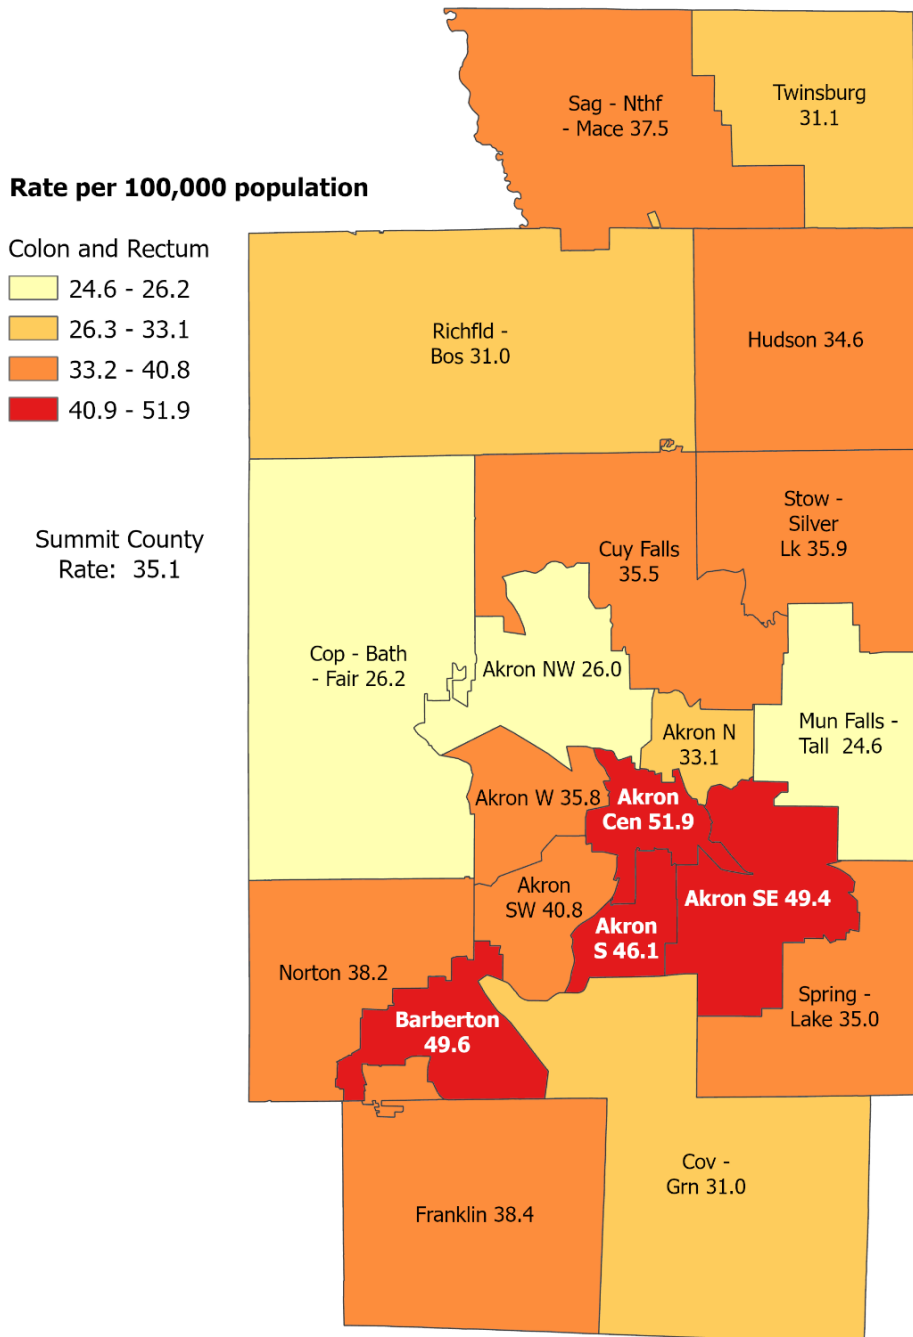 Sag - Nthf
- Mace 37.5
Twinsburg
31.1
Rate per 100,000 population
Colon and Rectum
24.6 - 26.2
26.3 - 33.1
33.2 - 40.8
40.9 - 51.9
Richfld -
Bos 31.0
Hudson 34.6
Summit County
Rate:  35.1
Cuy Falls
35.5
Stow -
Silver
Lk 35.9
Cop - Bath
- Fair 26.2
Akron NW 26.0
Akron N
33.1
Mun Falls -
Tall  24.6
Akron W 35.8
Akron
Cen 51.9
Akron
SW 40.8
Akron
S 46.1
Akron SE 49.4
Norton 38.2
Barberton
49.6
Spring -
Lake 35.0
Cov -
Grn 31.0
Franklin 38.4